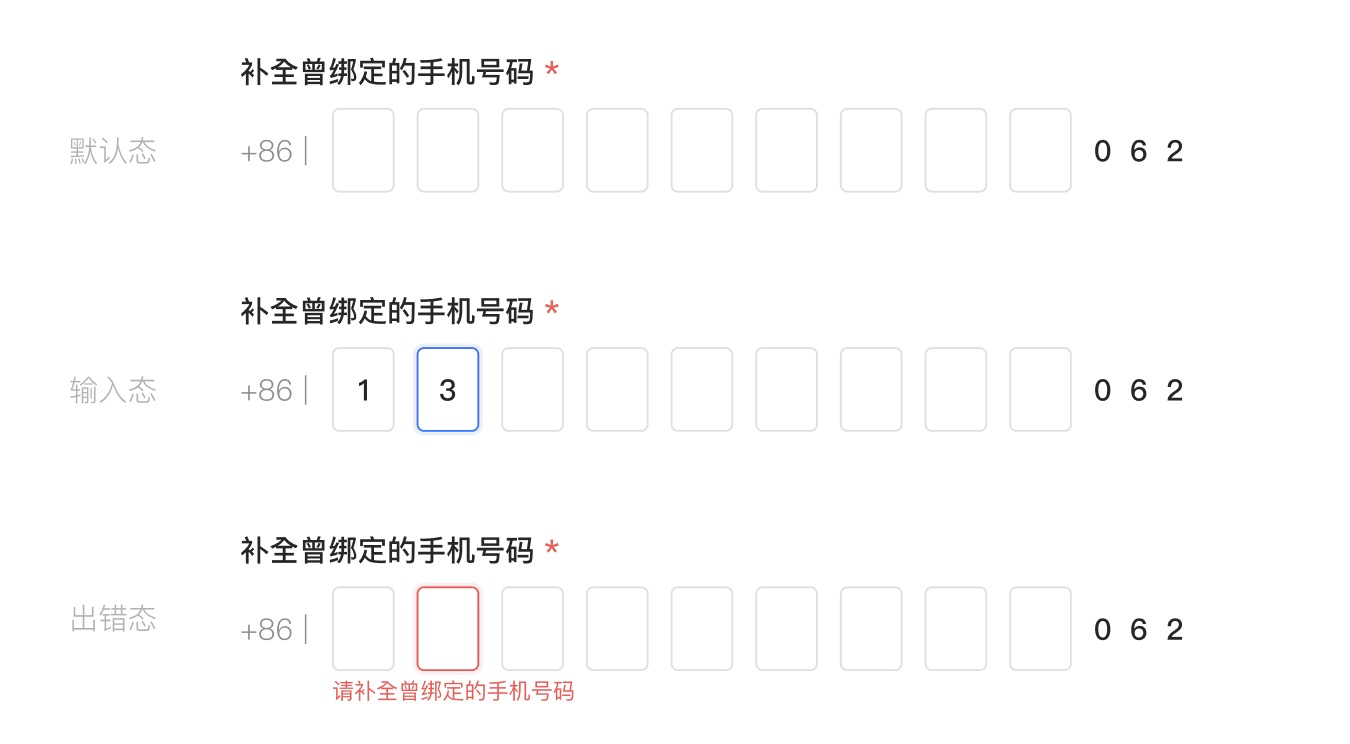 补全曾绑定的手机号码 *
默认态 +86 | 0 6 2
补全曾绑定的手机号码 *
输入态 +86 | 1 3 0 6 2
补全曾绑定的手机号码 *
出错态 +86 | 0 6 2
请补全曾绑定的手机号码